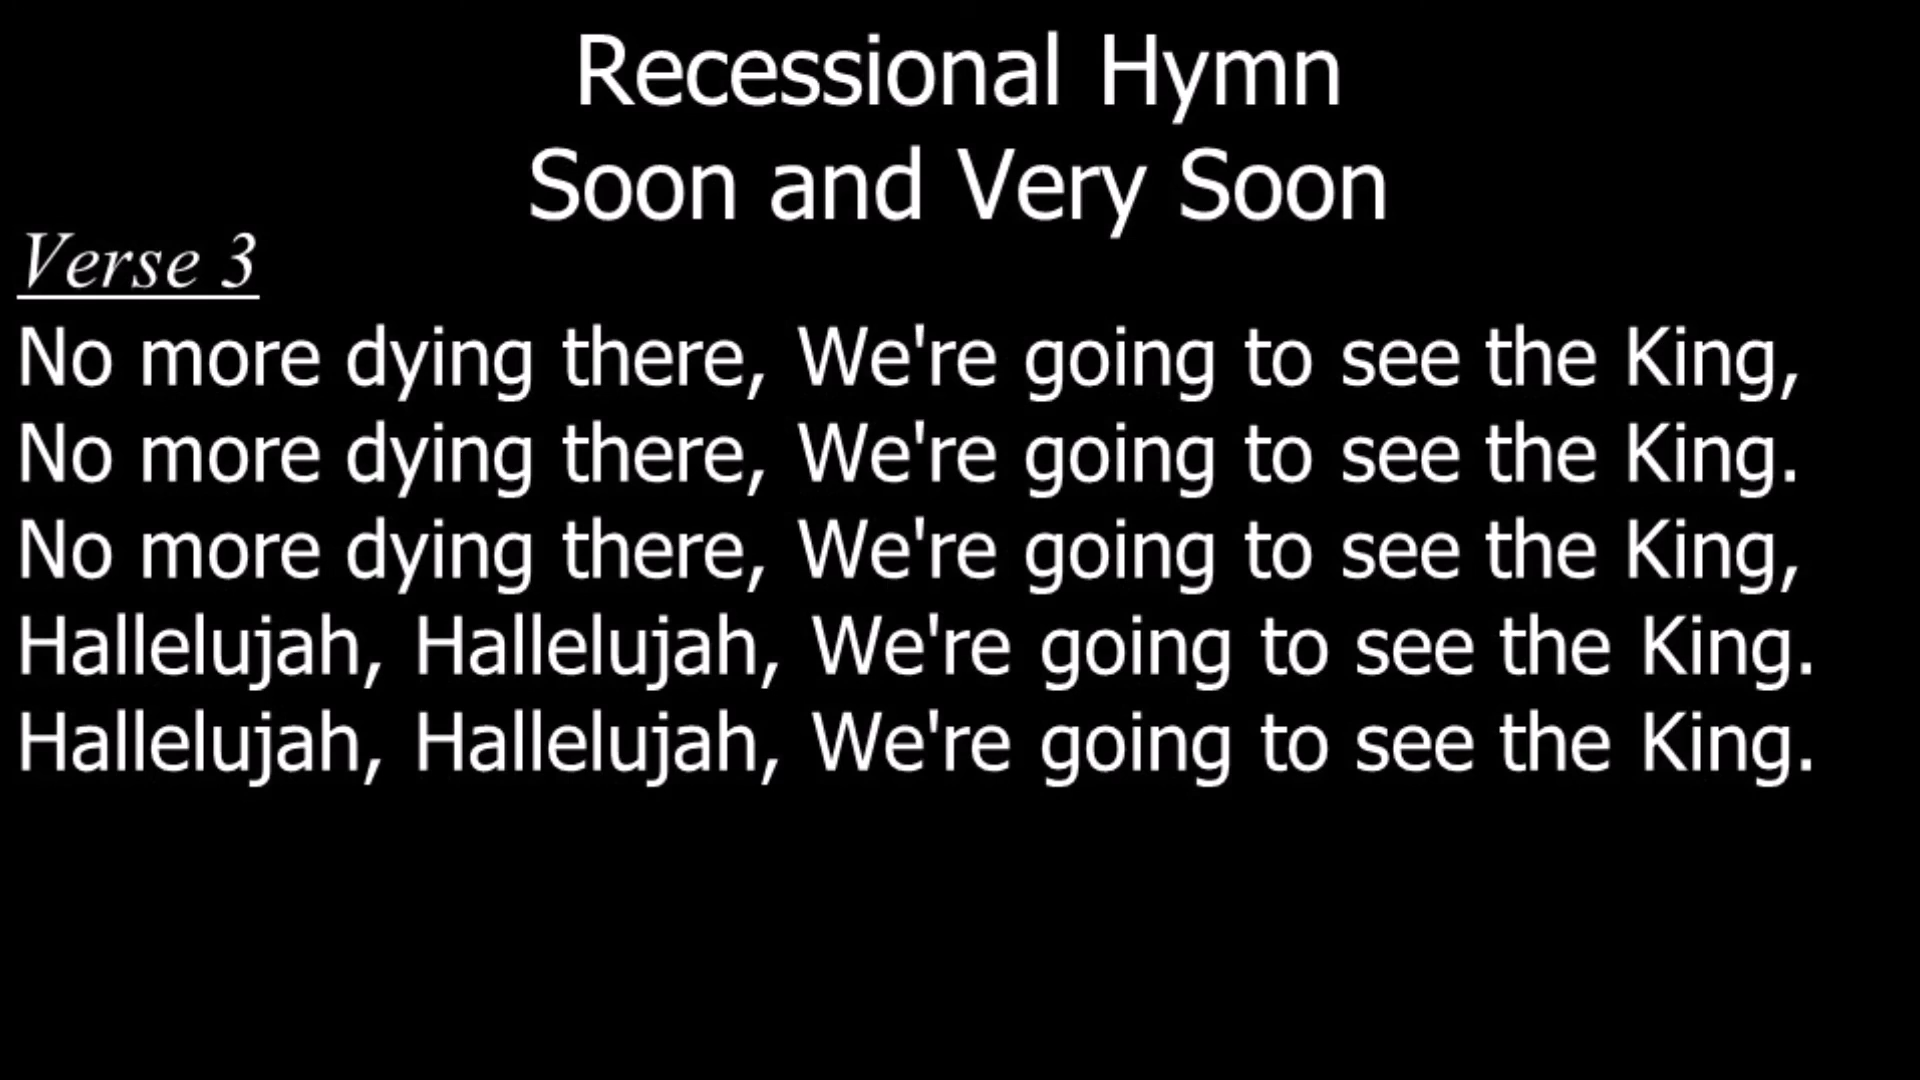 Recessional Hymn
Soon and Very Soon
Verse 3
No more dying there, We're going to see the King,
No more dying there, We're going to see the King.
No more dying there, We're going to see the King,
Hallelujah, Hallelujah, We're going to see the King.
Hallelujah, Hallelujah, We're going to see the King.